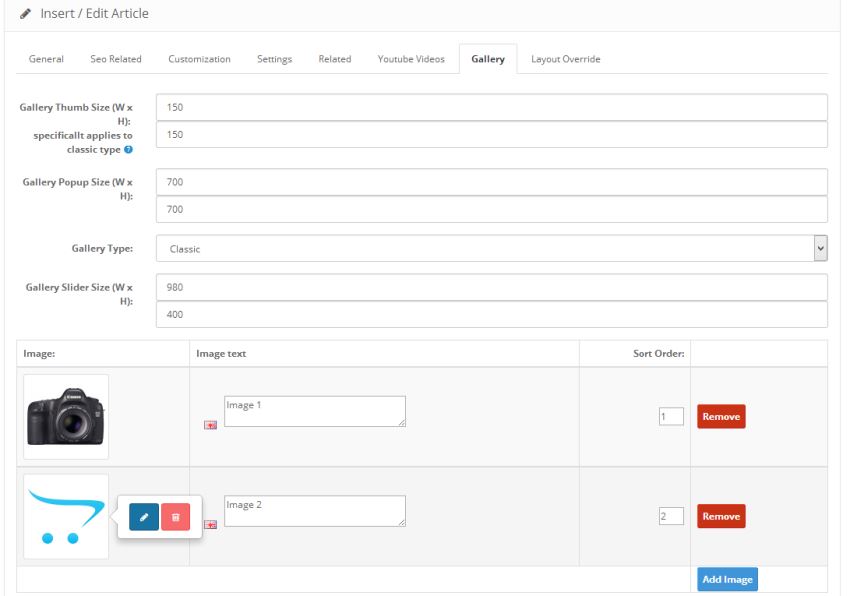 Insert / Edit Article
General Seo Related Customization Settings Related Youtube Videos Gallery Layout Override
Gallery Thumb Size (W x
H):
specificallt applies to
classic type
150
150
Gallery Popup Size (W x
H):
700
700
Gallery Type:
Classic
Gallery Slider Size (W x
H):
980
400
Image: Image text Sort Order:
Image 1
1
Remove
Image 2
2
Remove
Add Image